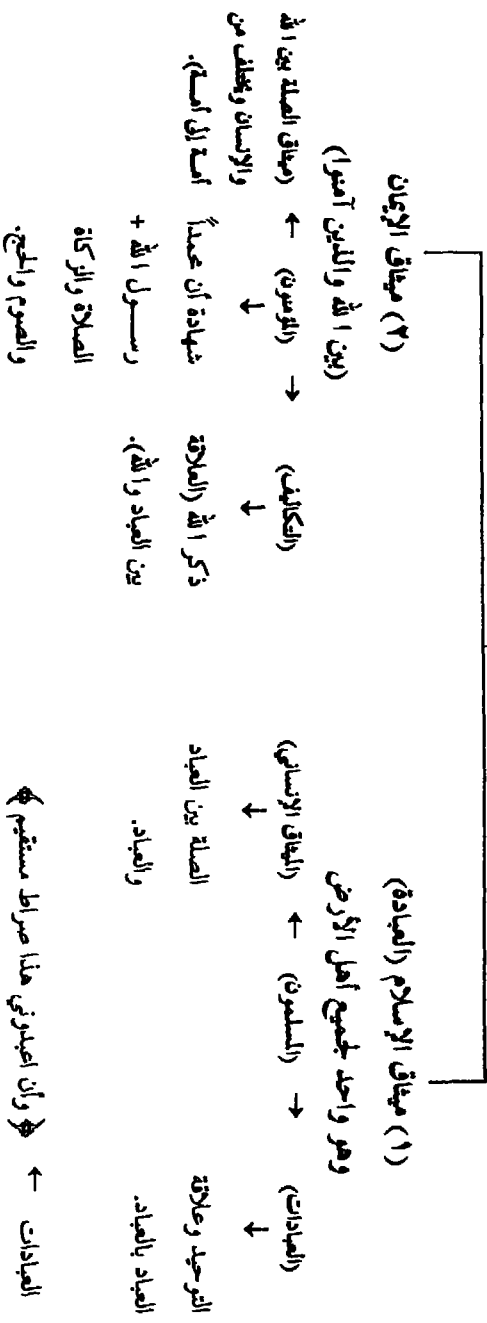 (١) ميثاق الإسلام (العبادة)
وهو واحد لجميع أهل الأرض
(العبادات) ← (المسلمون) → (الميثاق الإنساني)
↓
التوحيد وعلاقة
العباد بالعباد.
↓
الصلة بين العباد
والعباد.
العبادات ← ﴿ وأن اعبدوني هذا صراط مستقيم ﴾
(٢) ميثاق الإيمان
(بين الله والذين آمنوا)
(التكاليف) ← (المؤمنون) → (ميثاق الصلة بين الله
والإنسان ويختلف من
أمة إلى أمة).
↓
ذكر الله (العلاقة
بين العباد والله).
↓
شهادة أن محمداً
رسول الله +
الصلاة والزكاة
والصوم والحج.